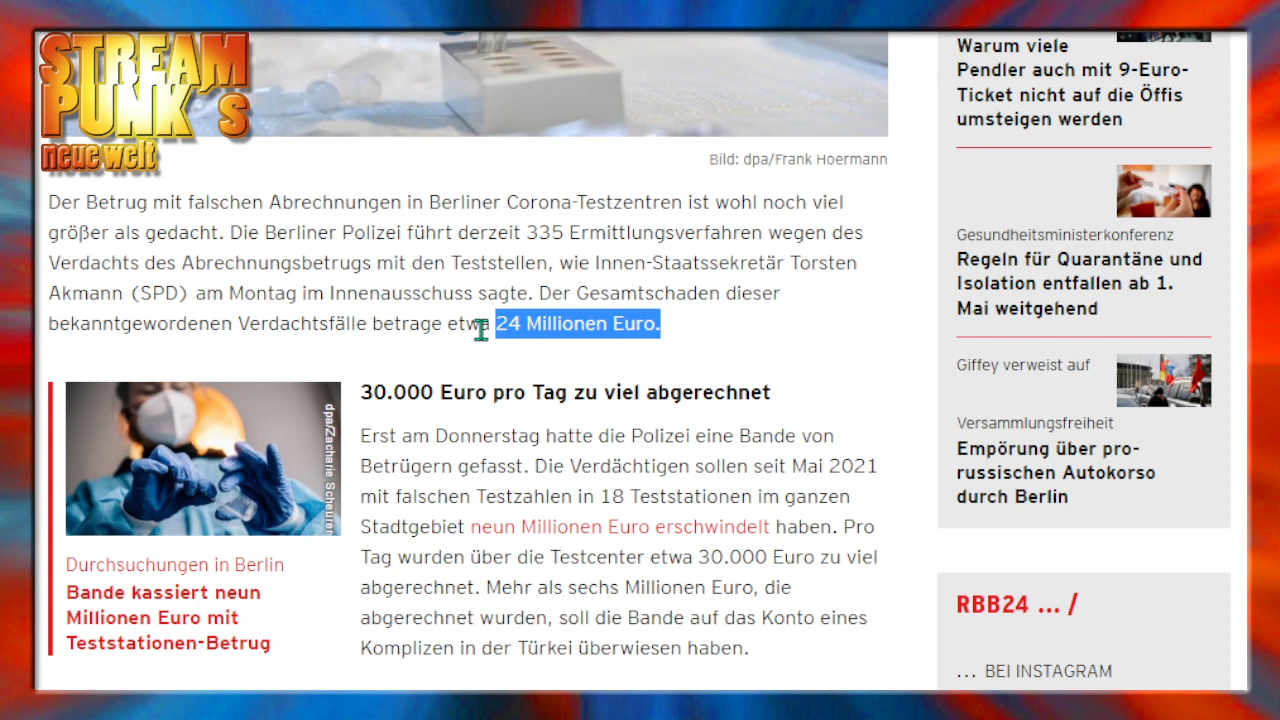 STREAM
PUNK´s
neue welt
Bild: dpa/Frank Hoermann
Der Betrug mit falschen Abrechnungen in Berliner Corona-Testzentren ist wohl noch viel
größer als gedacht. Die Berliner Polizei führt derzeit 335 Ermittlungsverfahren wegen des
Verdachts des Abrechnungsbetrugs mit den Teststellen, wie Innen-Staatssekretär Torsten
Akmann (SPD) am Montag im Innenausschuss sagte. Der Gesamtschaden dieser
bekanntgewordenen Verdachtsfälle betrage etwa 24 Millionen Euro.
dpa/Zacharie Scheurer
Durchsuchungen in Berlin
Bande kassiert neun
Millionen Euro mit
Teststationen-Betrug
30.000 Euro pro Tag zu viel abgerechnet
Erst am Donnerstag hatte die Polizei eine Bande von
Betrügern gefasst. Die Verdächtigen sollen seit Mai 2021
mit falschen Testzahlen in 18 Teststationen im ganzen
Stadtgebiet neun Millionen Euro erschwindelt haben. Pro
Tag wurden über die Testcenter etwa 30.000 Euro zu viel
abgerechnet. Mehr als sechs Millionen Euro, die
abgerechnet wurden, soll die Bande auf das Konto eines
Komplizen in der Türkei überwiesen haben.
Warum viele
Pendler auch mit 9-Euro-
Ticket nicht auf die Öffis
umsteigen werden
Gesundheitsministerkonferenz
Regeln für Quarantäne und
Isolation entfallen ab 1.
Mai weitgehend
Giffey verweist auf
Versammlungsfreiheit
Empörung über pro-
russischen Autokorso
durch Berlin
RBB24 ... /
... BEI INSTAGRAM